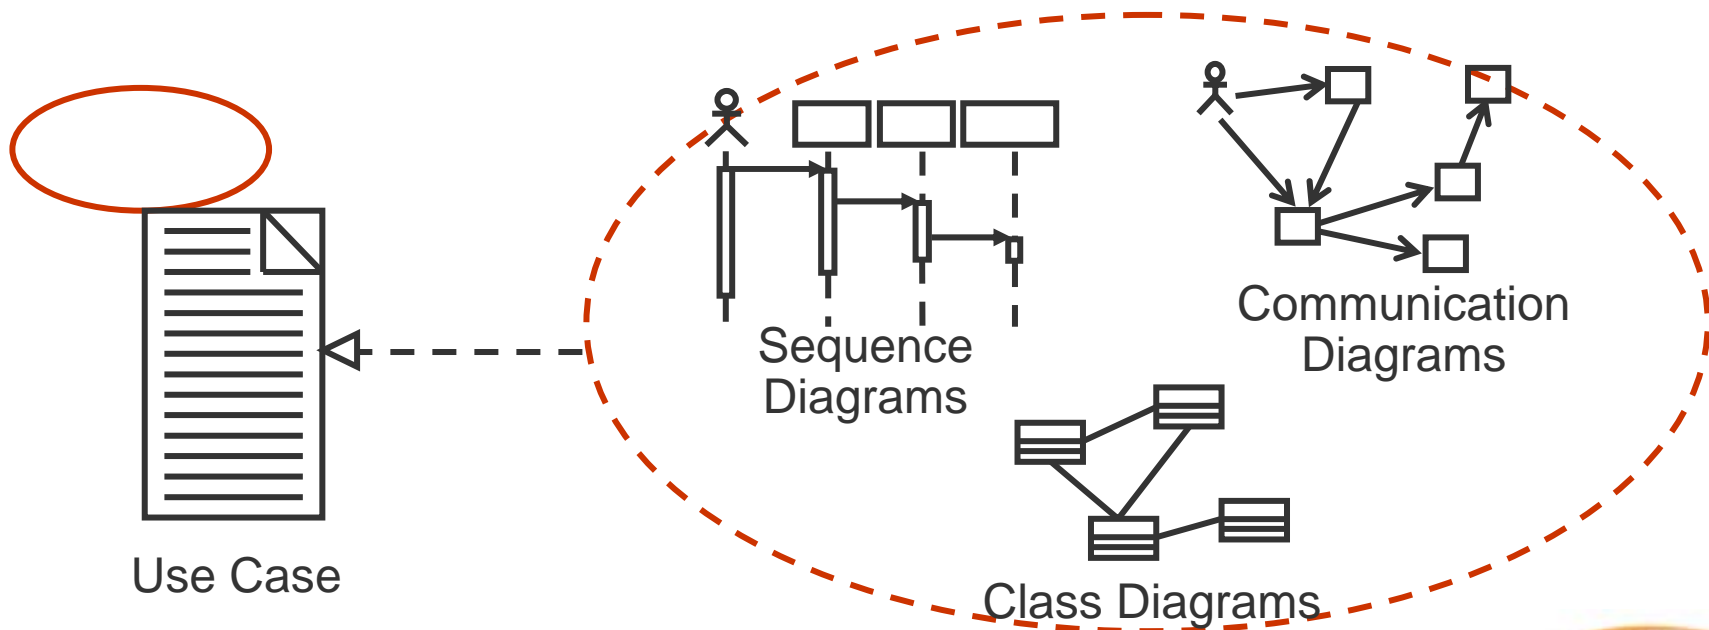 Sequence
Diagrams
Communication
Diagrams
Use Case
Class Diagrams